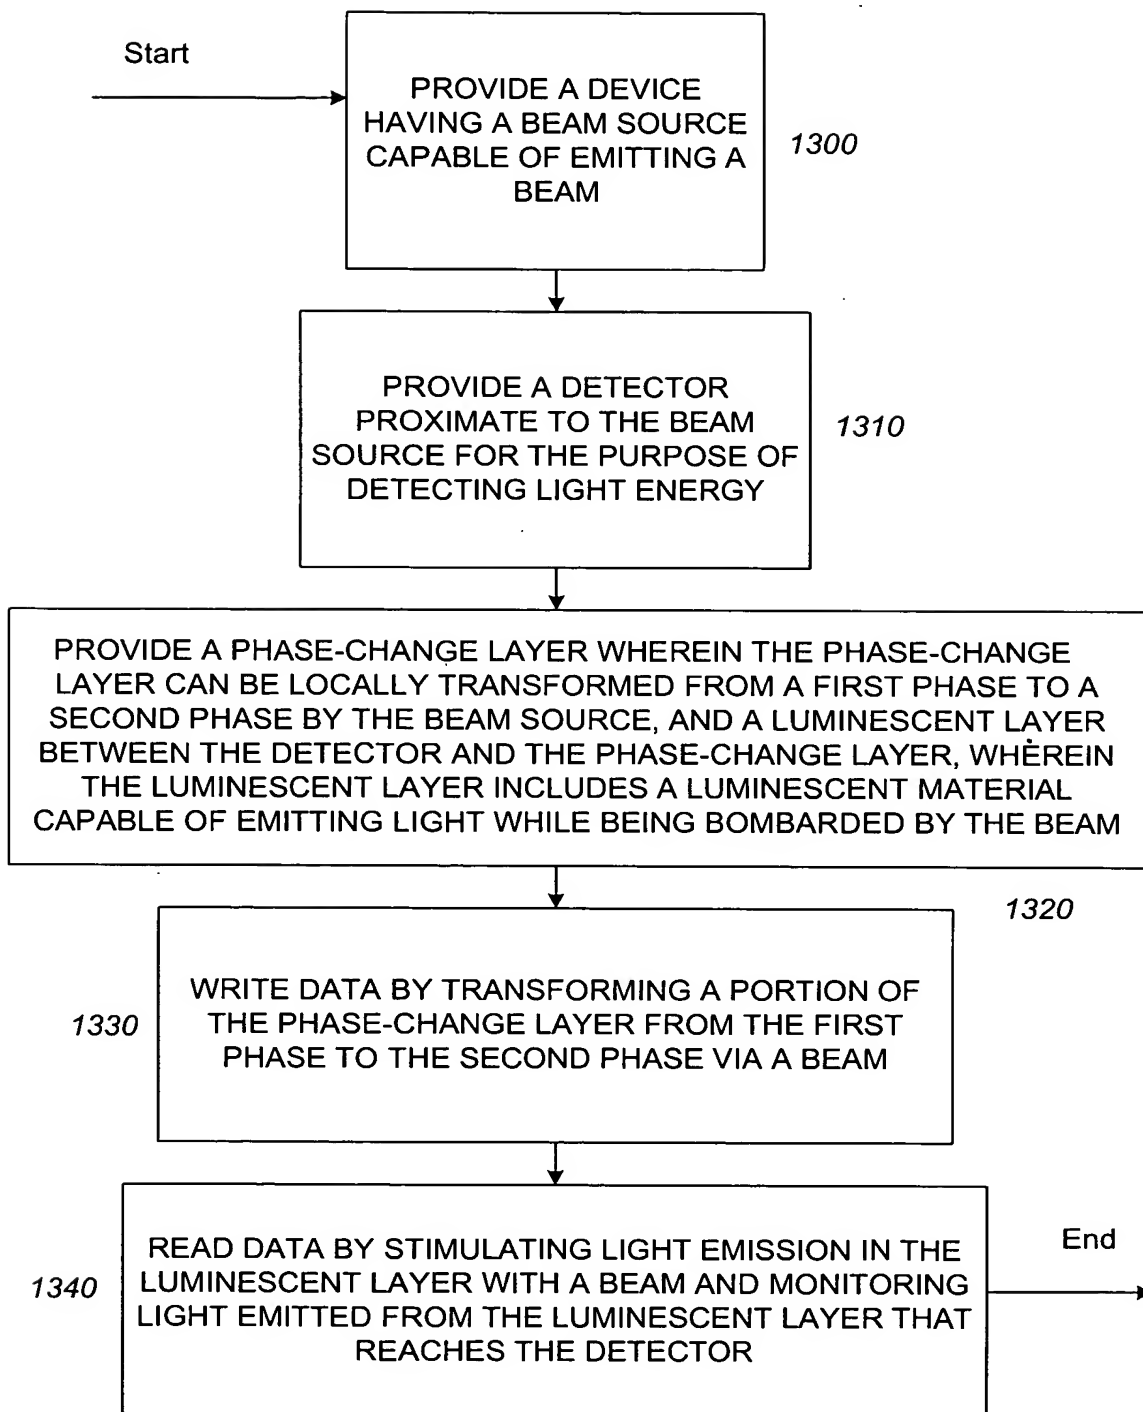 Start
PROVIDE A DEVICE
HAVING A BEAM SOURCE
CAPABLE OF EMITTING A
BEAM
1300
PROVIDE A DETECTOR
PROXIMATE TO THE BEAM
SOURCE FOR THE PURPOSE OF
DETECTING LIGHT ENERGY
1310
PROVIDE A PHASE-CHANGE LAYER WHEREIN THE PHASE-CHANGE
LAYER CAN BE LOCALLY TRANSFORMED FROM A FIRST PHASE TO A
SECOND PHASE BY THE BEAM SOURCE, AND A LUMINESCENT LAYER
BETWEEN THE DETECTOR AND THE PHASE-CHANGE LAYER, WHEREIN
THE LUMINESCENT LAYER INCLUDES A LUMINESCENT MATERIAL
CAPABLE OF EMITTING LIGHT WHILE BEING BOMBARDED BY THE BEAM
1320
WRITE DATA BY TRANSFORMING A PORTION OF
THE PHASE-CHANGE LAYER FROM THE FIRST
PHASE TO THE SECOND PHASE VIA A BEAM
1330
READ DATA BY STIMULATING LIGHT EMISSION IN THE
LUMINESCENT LAYER WITH A BEAM AND MONITORING
LIGHT EMITTED FROM THE LUMINESCENT LAYER THAT
REACHES THE DETECTOR
1340
End